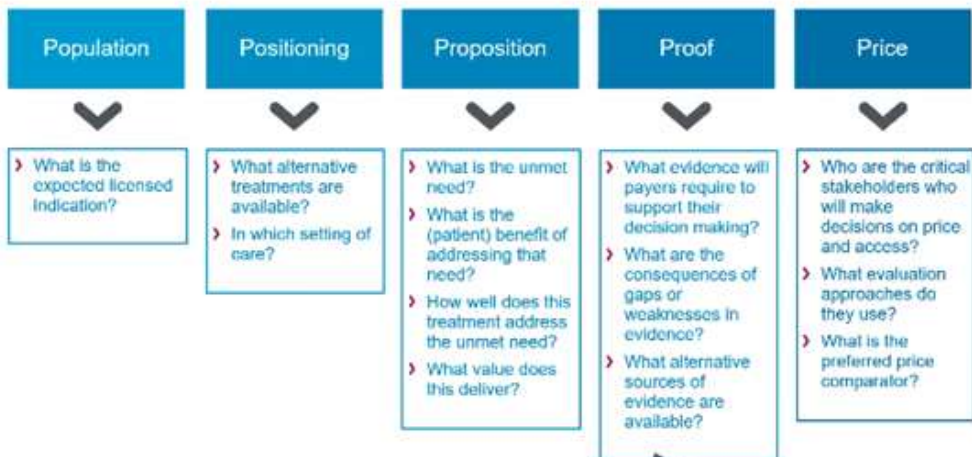 Population
Positioning
Proposition
Proof
Price
What is the
expected licensed
indication?
What alternative
treatments are
available?
In which setting of
care?
What is the unmet
need?
What is the
(patient) benefit of
addressing that
need?
How well does this
treatment address
the unmet need?
What value does
this deliver?
What evidence will
payers require to
support their
decision making?
What are the
consequences of
gaps or
weaknesses in
evidence?
What alternative
sources of
evidence are
available?
Who are the critical
stakeholders who
will make
decisions on price
and access?
What evaluation
approaches do
they use?
What is the
preferred price
comparator?